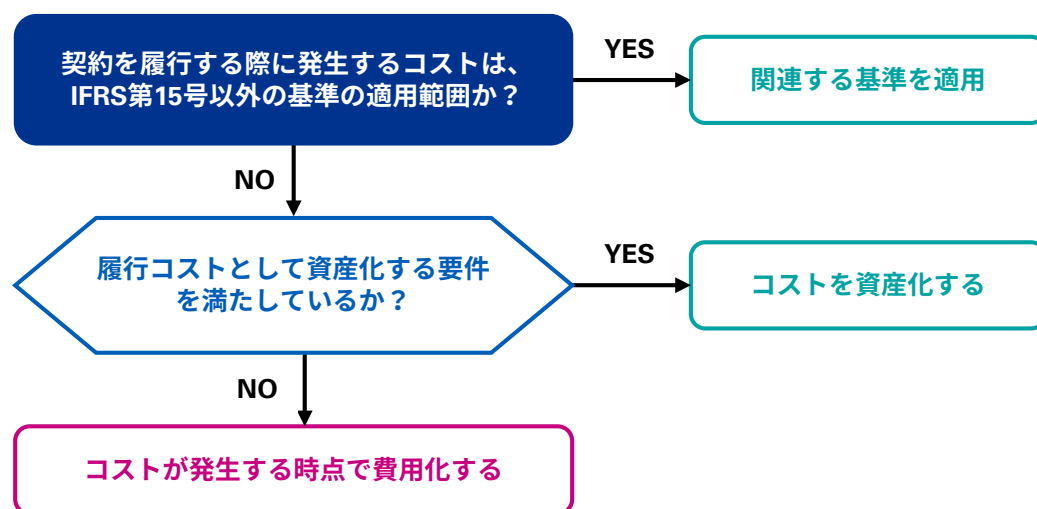 契約を履行する際に発生するコストは、
IFRS第15号以外の基準の適用範囲か？
YES
関連する基準を適用
NO
履行コストとして資産化する要件
を満たしているか？
YES
コストを資産化する
NO
コストが発生する時点で費用化する